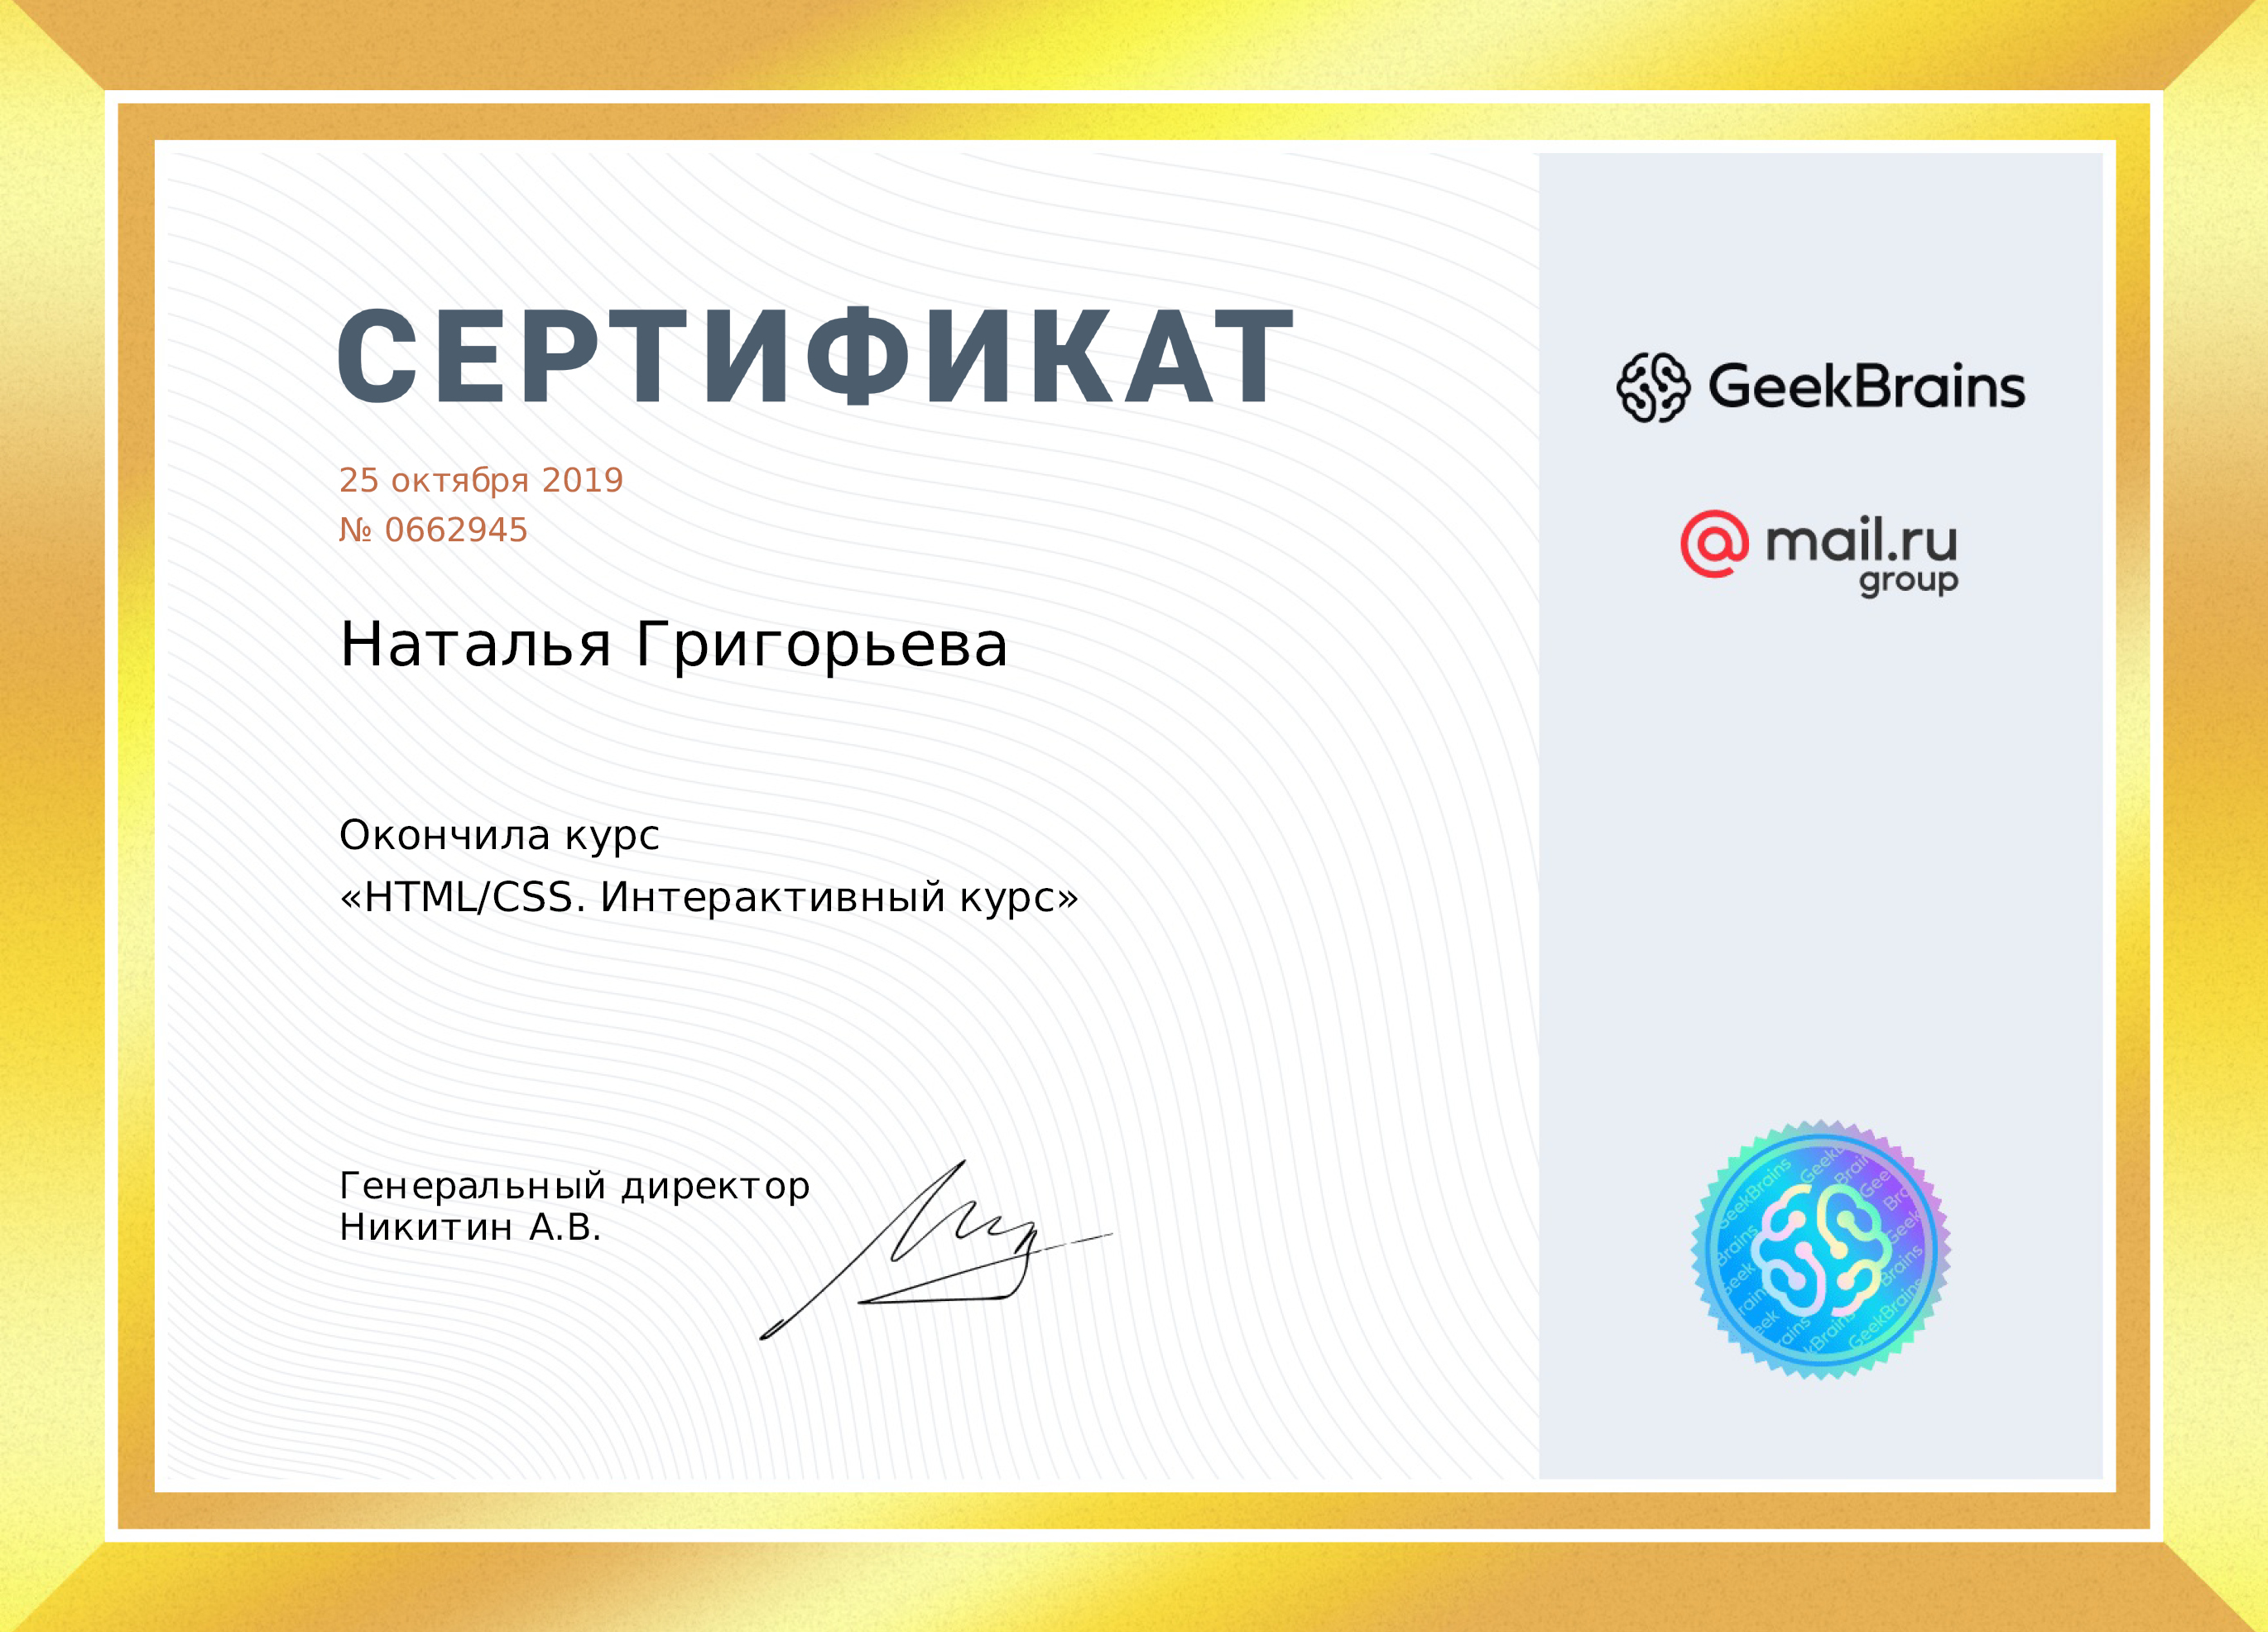 СЕРТИФИКАТ
25 октября 2019
№ 0662945
Наталья Григорьева
Окончила курс
«HTML/CSS. Интерактивный курс»
Генеральный директор
Никитин А.В.
GeekBrains
@ mail.ru
group
GeekBrains